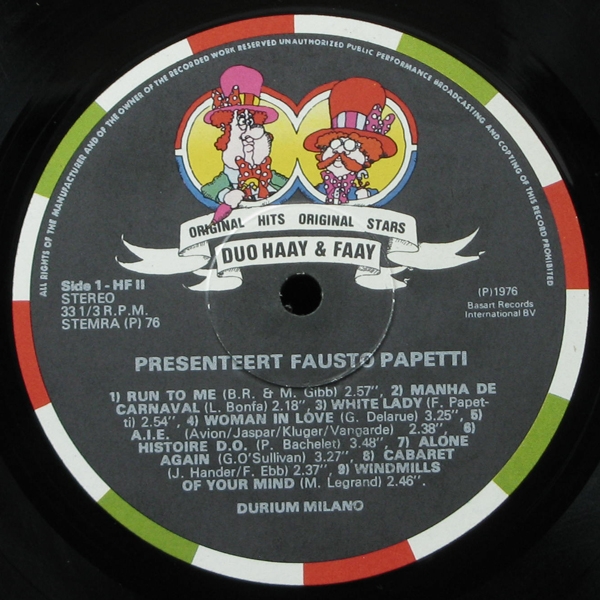 ALL RIGHTS OF THE MANUFACTURER AND OF THE OWNER OF THE RECORDED WORK RESERVED UNAUTHORIZED PUBLIC PERFORMANCE BROADCASTING AND COPYING OF THIS RECORD PROHIBITED
ORIGINAL HITS ORIGINAL STARS
DUO HAAY & FAAY
Side 1 - HF II
STEREO
33 1/3 R.P.M.
STEMRA (P) 76
(P)1976
Basart Records
International BV
PRESENTEERT FAUSTO PAPETTI
1) RUN TO ME (B.R. & M. Gibb) 2.57", 2) MANHA DE
CARNAVAL (L. Bonfa) 2.18", 3) WHITE LADY (F. Papet-
ti) 2.54", 4) WOMAN IN LOVE (G. Delarue) 3.25", 5)
A.I.E. (Avion/Jaspar/Kluger/Vangarde) 2.38", 6)
HISTOIRE D.O. (P. Bachelet) 3.48", 7) ALONE
AGAIN (G.O'Sullivan) 3.27", 8) CABARET
(J. Hander/F. Ebb) 2.37", 9) WINDMILLS
OF YOUR MIND (M. Legrand) 2.46".
DURIUM MILANO